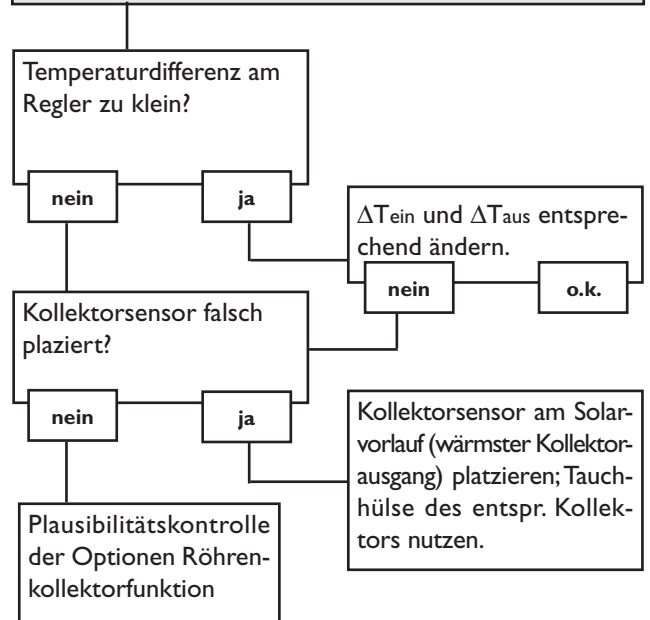 Temperaturdifferenz am
Regler zu klein?
nein
ja
ΔTein und ΔTaus entspre-
chend ändern.
nein
o.k.
Kollektorsensor falsch
plaziert?
nein
ja
Kollektorsensor am Solar-
vorlauf (wärmster Kollektor-
ausgang) platzieren; Tauch-
hülse des entspr. Kollek-
tors nutzen.
Plausibilitätskontrolle
der Optionen Röhren-
kollektorfunktion